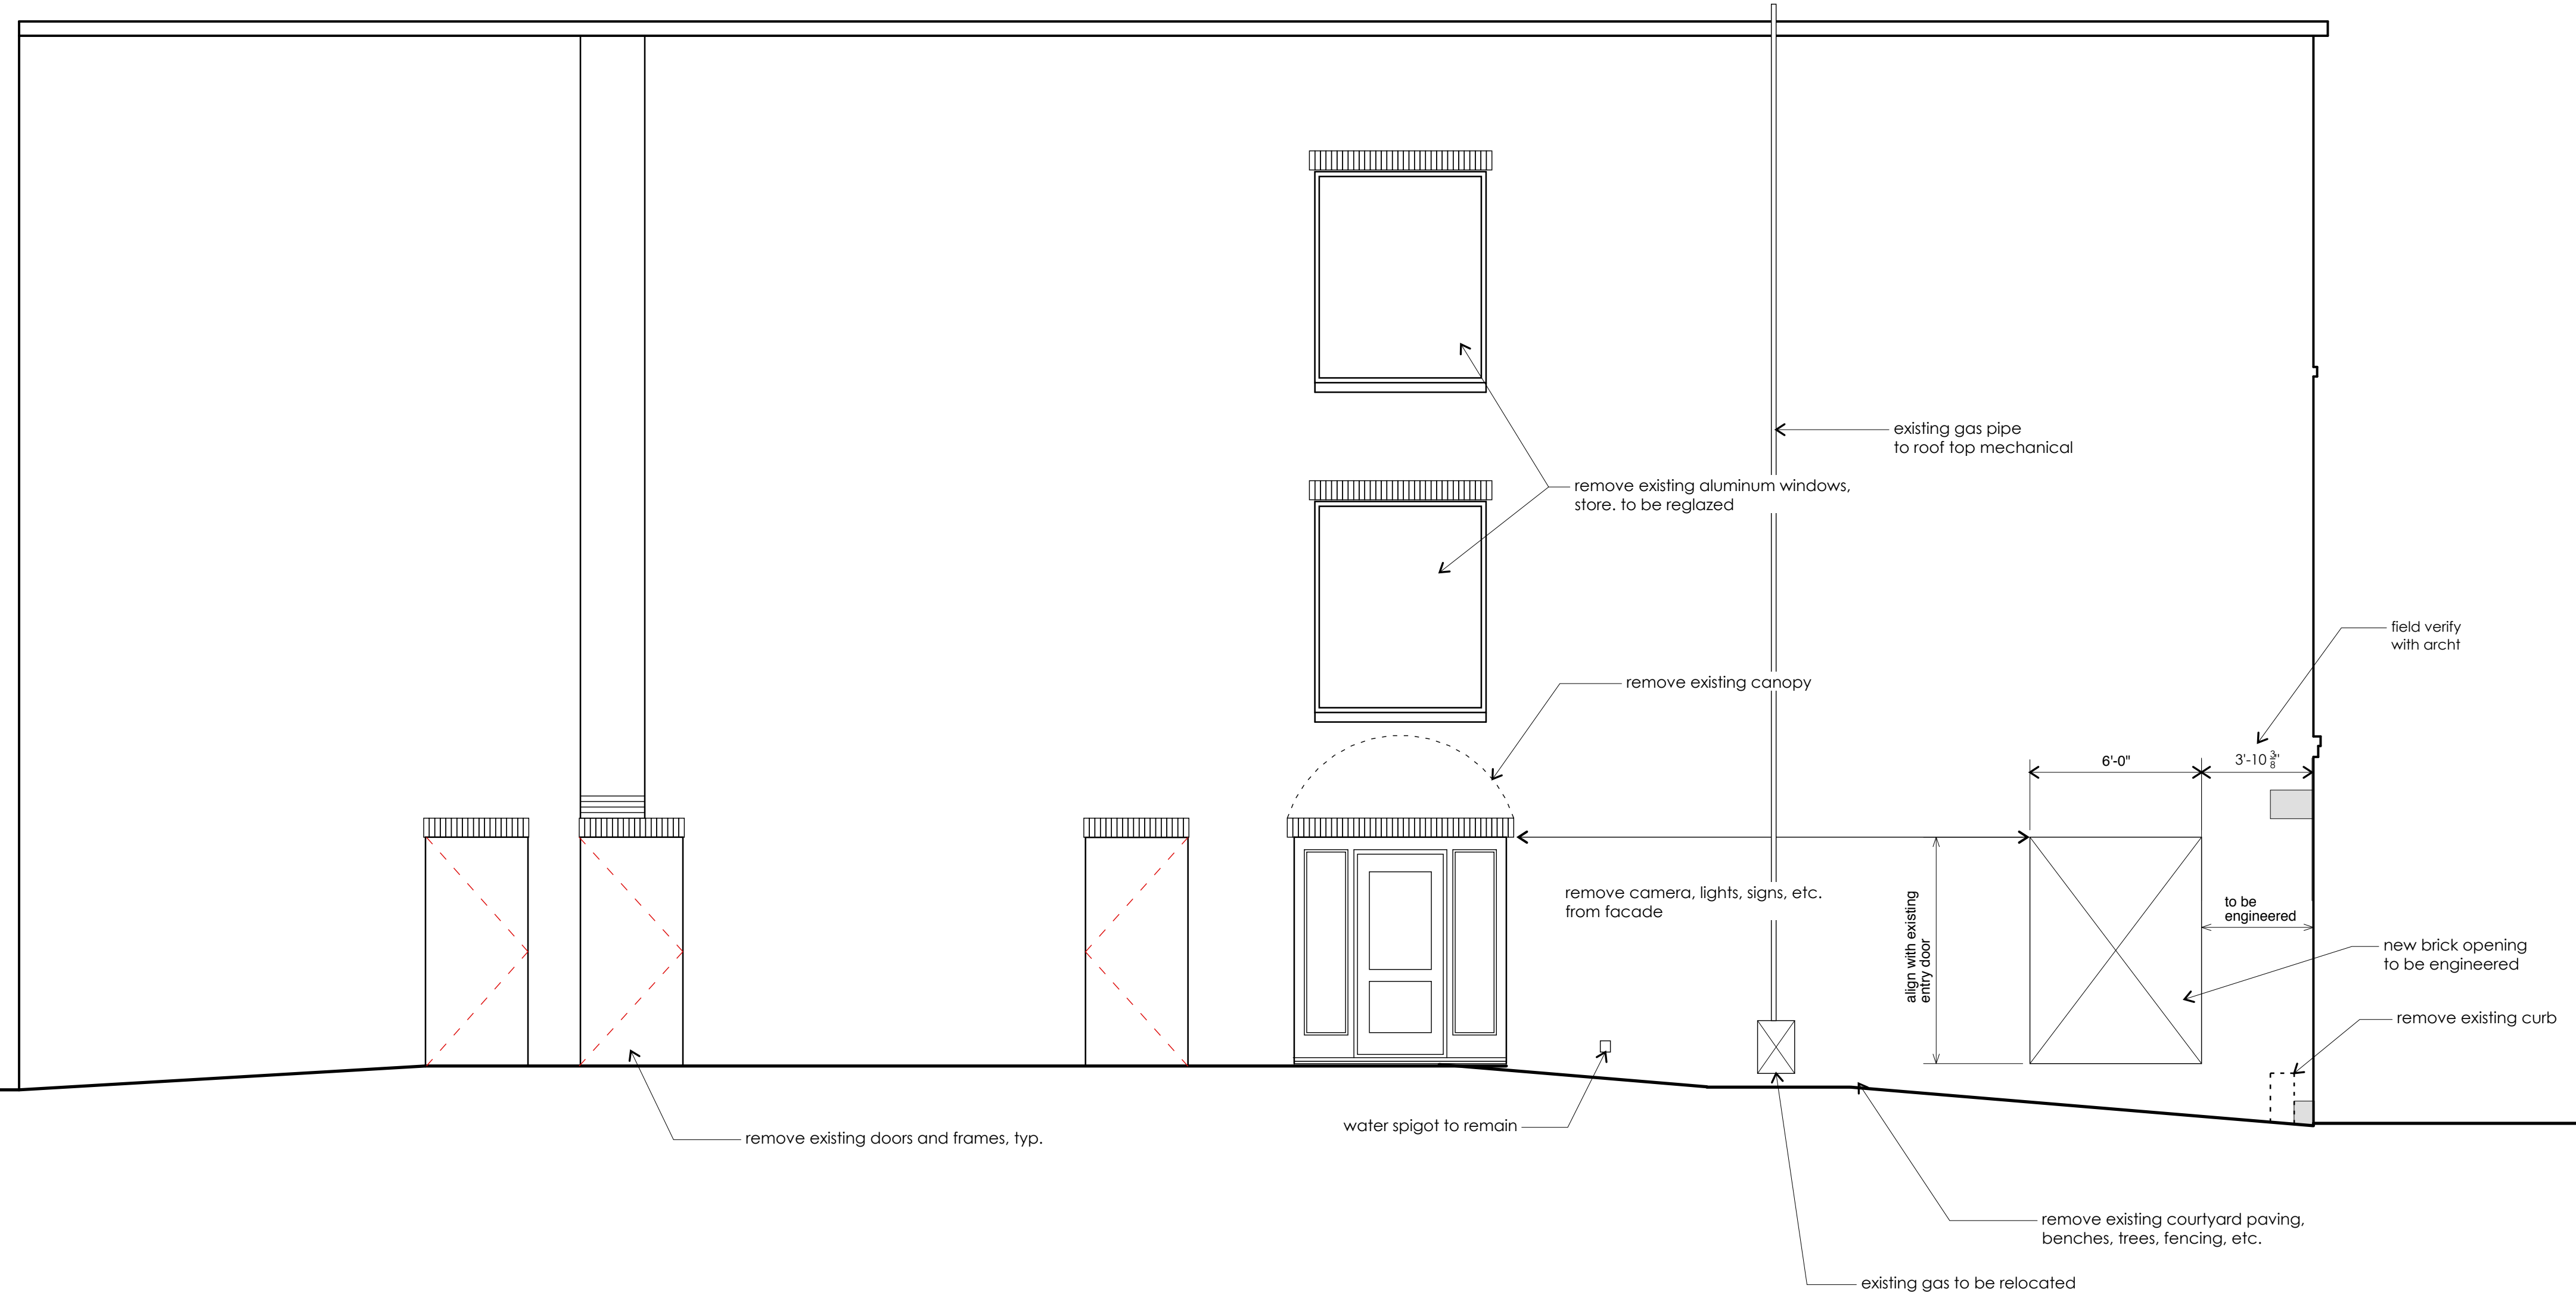 existing gas pipe
to roof top mechanical
remove existing aluminum windows,
store. to be reglazed
field verify
with archt
remove existing canopy
6'-0"
3'-10 3/8"
remove camera, lights, signs, etc.
from facade
align with existing
entry door
to be
engineered
new brick opening
to be engineered
remove existing curb
water spigot to remain
remove existing doors and frames, typ.
remove existing courtyard paving,
benches, trees, fencing, etc.
existing gas to be relocated